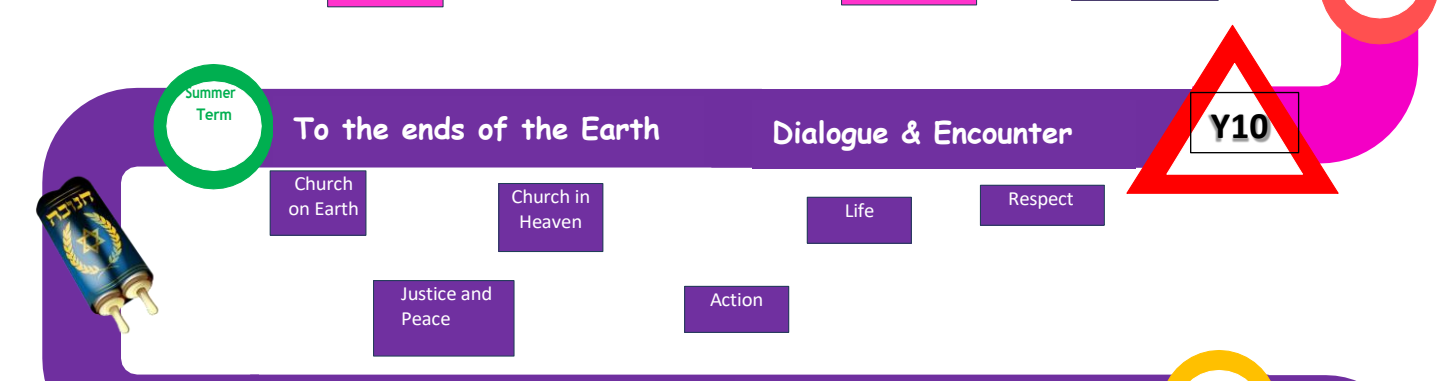 Summer
Term
To the ends of the Earth
Dialogue & Encounter
Y10
Church
on Earth
Church in
Heaven
Life
Respect
חנוכה
Justice and
Peace
Action